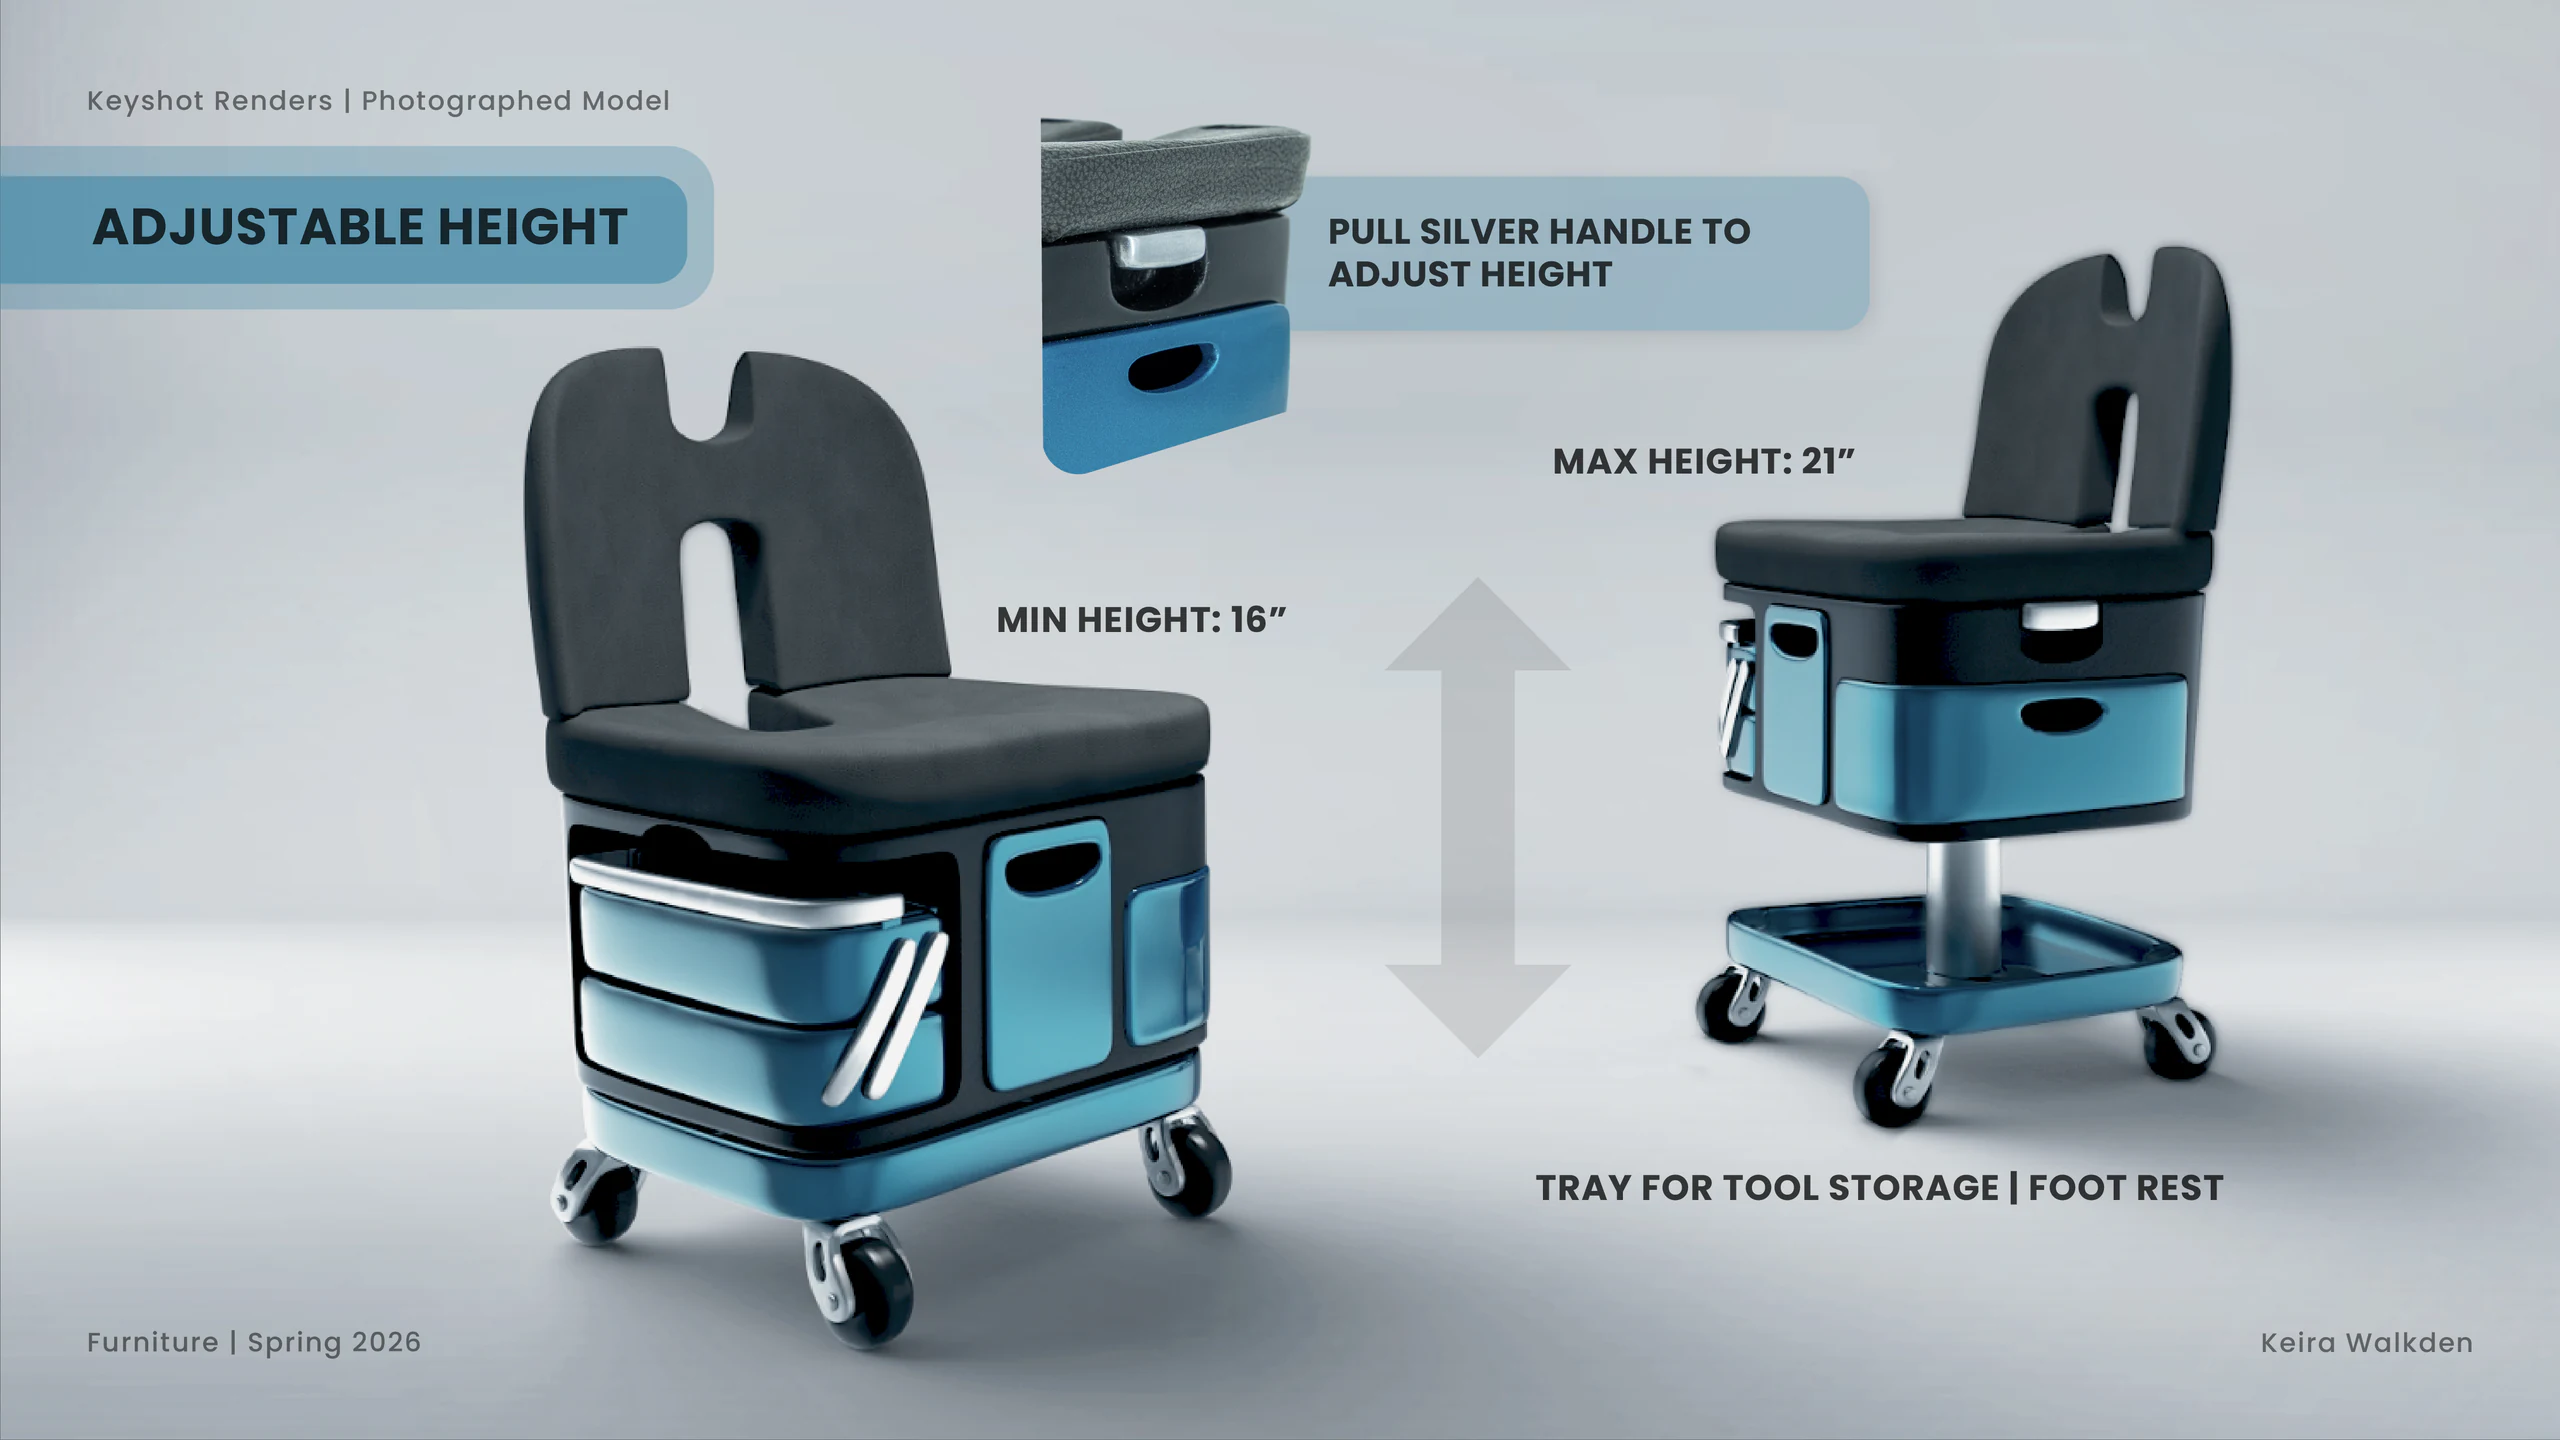 Keyshot Renders | Photographed Model
ADJUSTABLE HEIGHT
PULL SILVER HANDLE TO
ADJUST HEIGHT
MAX HEIGHT: 21”
MIN HEIGHT: 16”
TRAY FOR TOOL STORAGE | FOOT REST
Furniture | Spring 2026
Keira Walkden